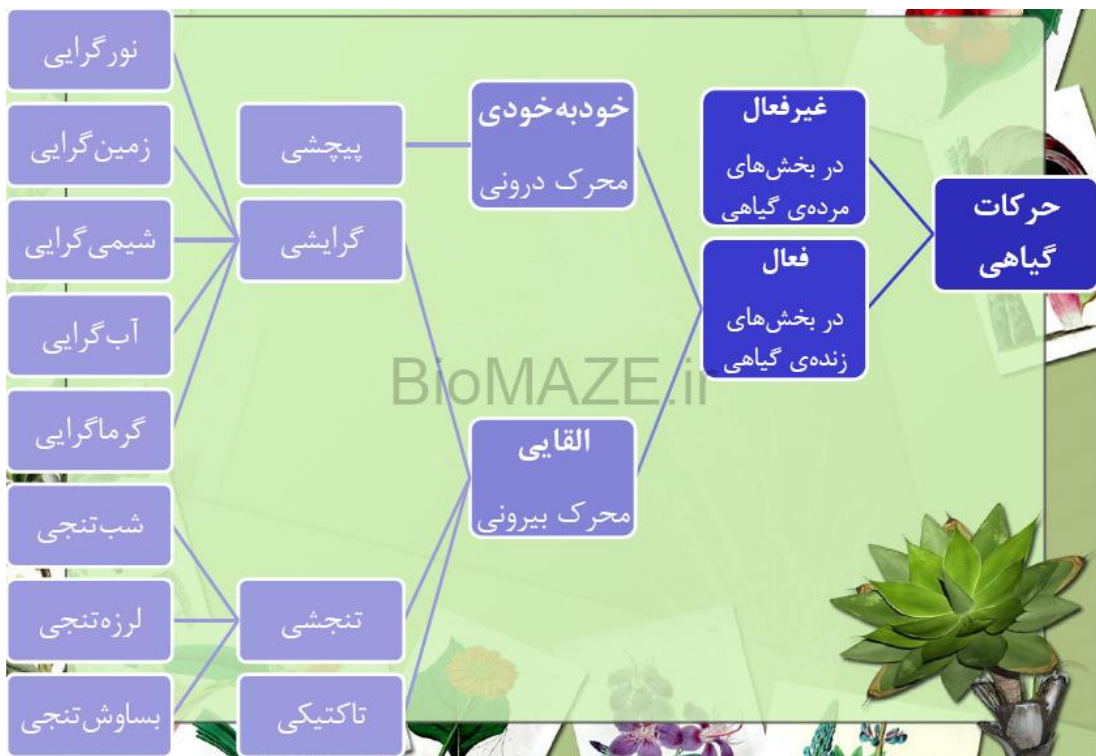 حرکات
گیاهی
غیرفعال
در بخش‌های
مرده‌ی گیاهی
فعال
در بخش‌های
زنده‌ی گیاهی
خودبه‌خودی
محرک درونی
القایی
محرک بیرونی
پیچشی
گرایشی
تنجشی
تاکتیکی
نورگرایی
زمین‌گرایی
شیمی‌گرایی
آب‌گرایی
گرماگرایی
شب‌تنجی
لرزه‌تنجی
بساوش‌تنجی
BioMAZE.ir